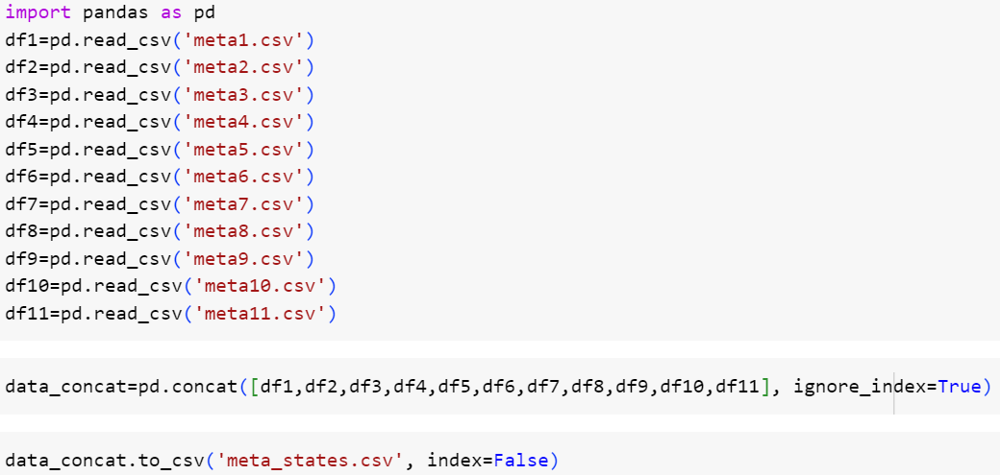 import pandas as pd
df1=pd.read_csv('meta1.csv')
df2=pd.read_csv('meta2.csv')
df3=pd.read_csv('meta3.csv')
df4=pd.read_csv('meta4.csv')
df5=pd.read_csv('meta5.csv')
df6=pd.read_csv('meta6.csv')
df7=pd.read_csv('meta7.csv')
df8=pd.read_csv('meta8.csv')
df9=pd.read_csv('meta9.csv')
df10=pd.read_csv('meta10.csv')
df11=pd.read_csv('meta11.csv')
data_concat=pd.concat([df1,df2,df3,df4,df5,df6,df7,df8,df9,df10,df11], ignore_index=True)
data_concat.to_csv('meta_states.csv', index=False)